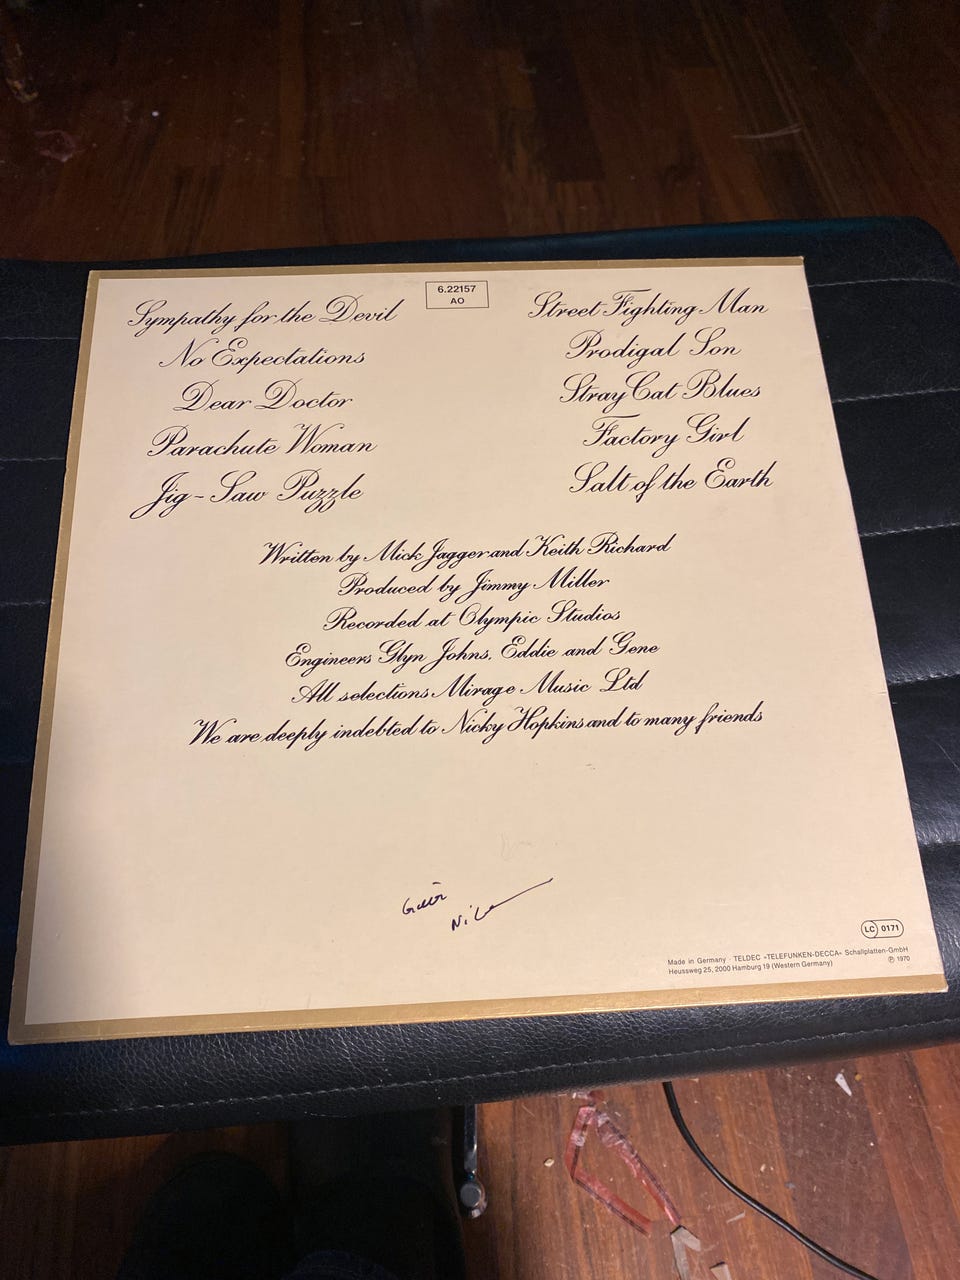 6.22157
AO
Sympathy for the Devil
No Expectations
Dear Doctor
Parachute Woman
Jig-Saw Puzzle
Street Fighting Man
Prodigal Son
Stray Cat Blues
Factory Girl
Salt of the Earth
Written by Mick Jagger and Keith Richard
Produced by Jimmy Miller
Recorded at Olympic Studios
Engineers Glyn Johns, Eddie and Gene
All selections Mirage Music Ltd
We are deeply indebted to Nicky Hopkins and to many friends
LC 0171
Made in Germany · TELDEC »TELEFUNKEN-DECCA« Schallplatten-GmbH
Heussweg 25, 2000 Hamburg 19 (Western Germany) ℗ 1970